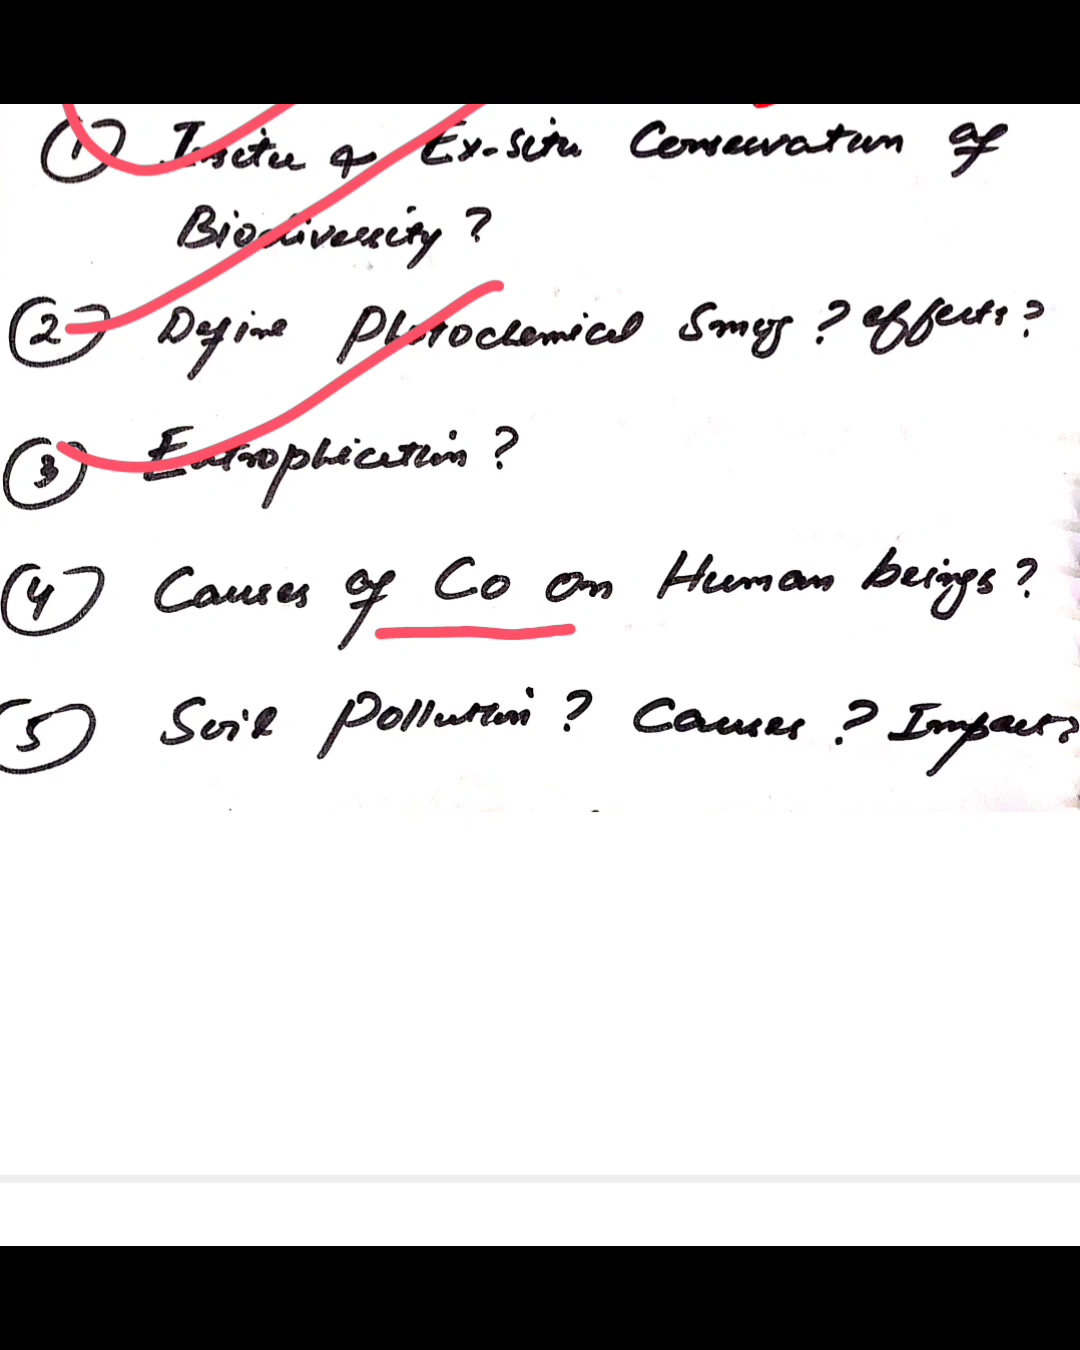 ① Insitu & Ex-situ Conservation of
Biodiversity ?
② Define Photochemical Smog ? effects ?
③ Eutrophication ?
④ Causes of Co on Human beings ?
⑤ Soil Pollution ? Causes ? Impact ?